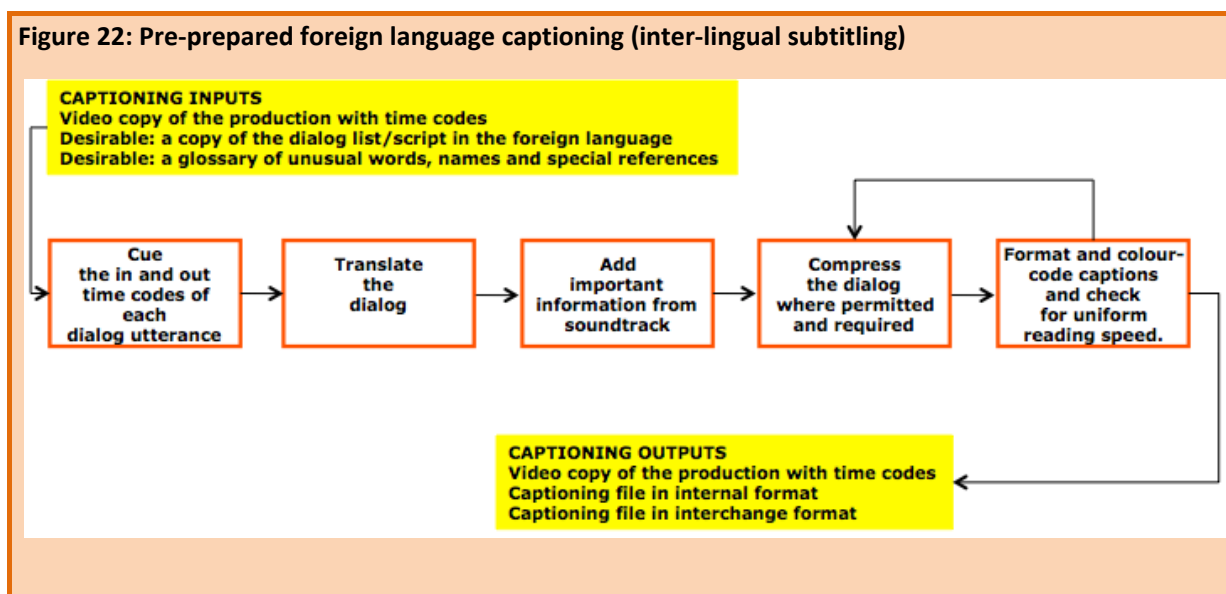 Figure 22: Pre-prepared foreign language captioning (inter-lingual subtitling)
CAPTIONING INPUTS
Video copy of the production with time codes
Desirable: a copy of the dialog list/script in the foreign language
Desirable: a glossary of unusual words, names and special references
Cue
the in and out
time codes of
each
dialog utterance
Translate
the
dialog
Add
important
information from
soundtrack
Compress
the dialog
where permitted
and required
Format and colour-
code captions
and check
for uniform
reading speed.
CAPTIONING OUTPUTS
Video copy of the production with time codes
Captioning file in internal format
Captioning file in interchange format